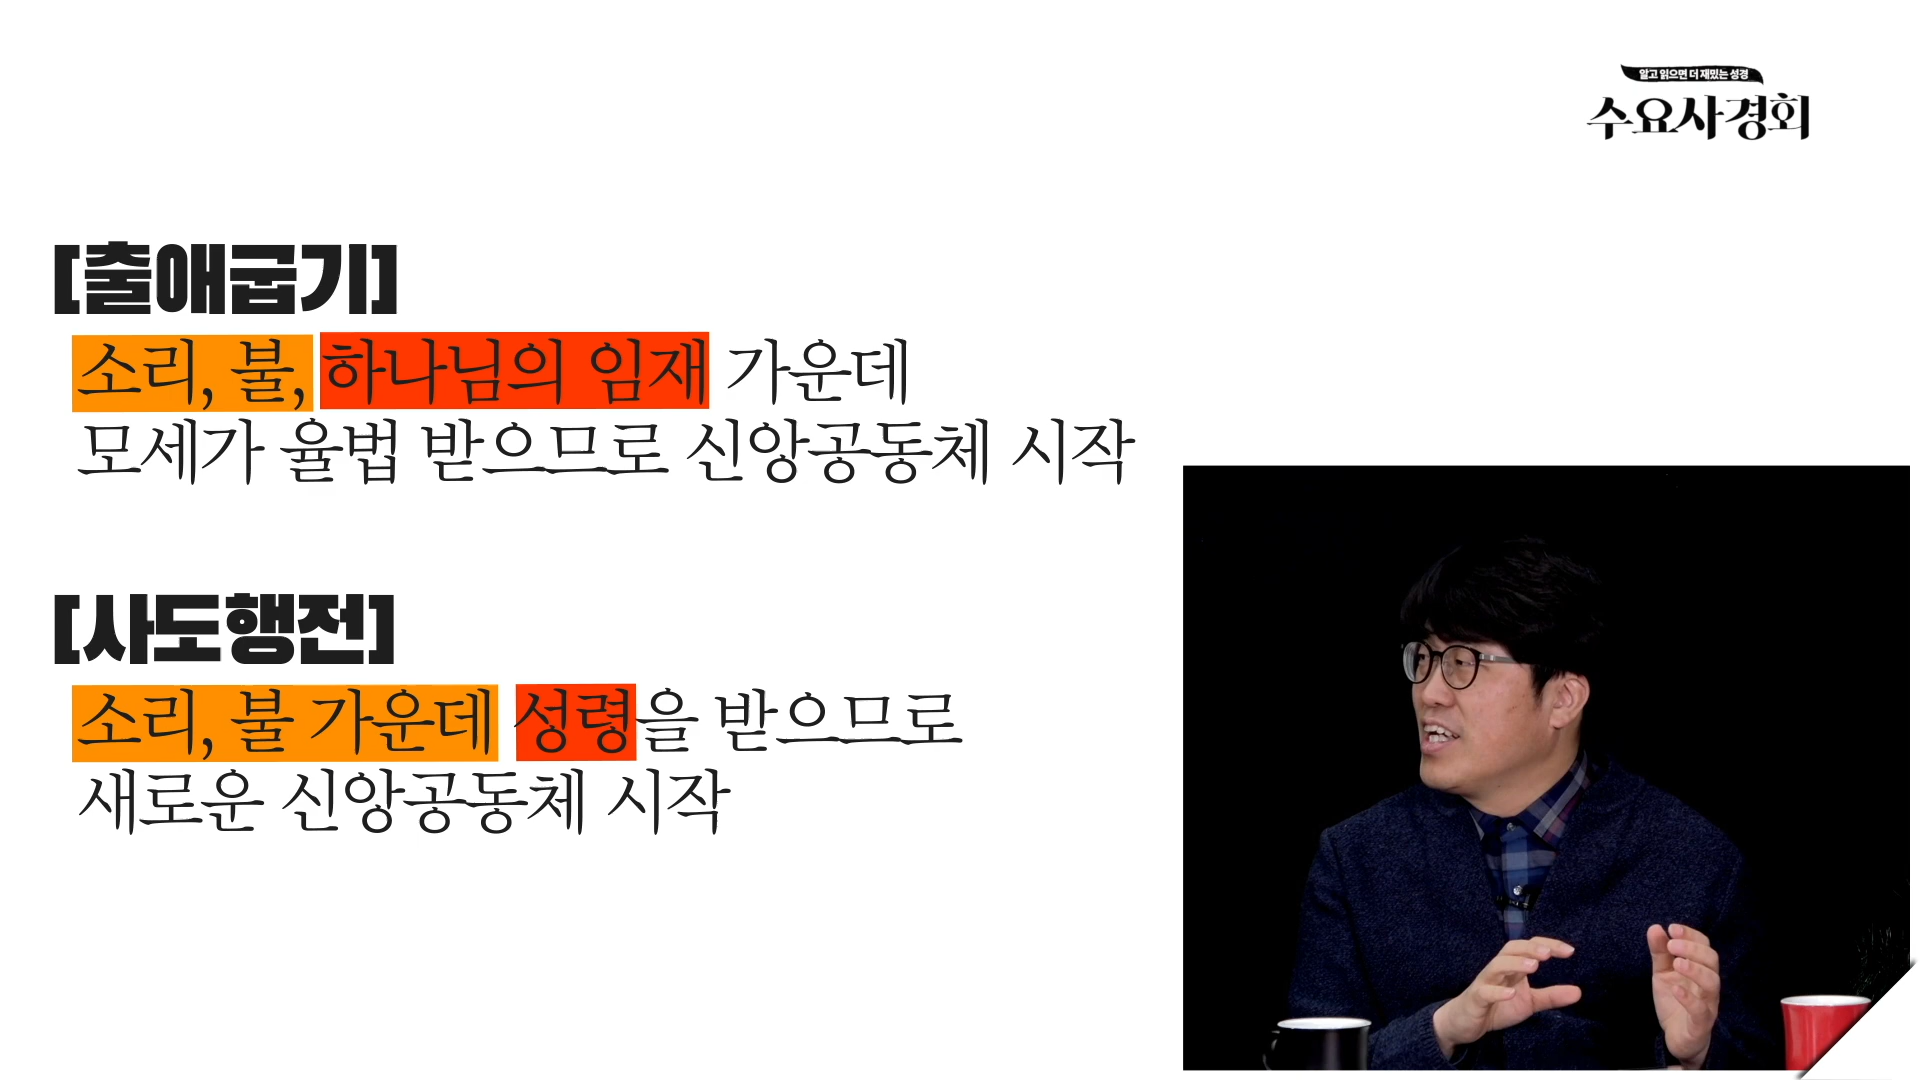 알고 읽으면 더 재밌는 성경
수요사경회
[출애굽기]
소리, 불, 하나님의 임재 가운데
모세가 율법 받으므로 신앙공동체 시작
[사도행전]
소리, 불 가운데 성령을 받으므로
새로운 신앙공동체 시작